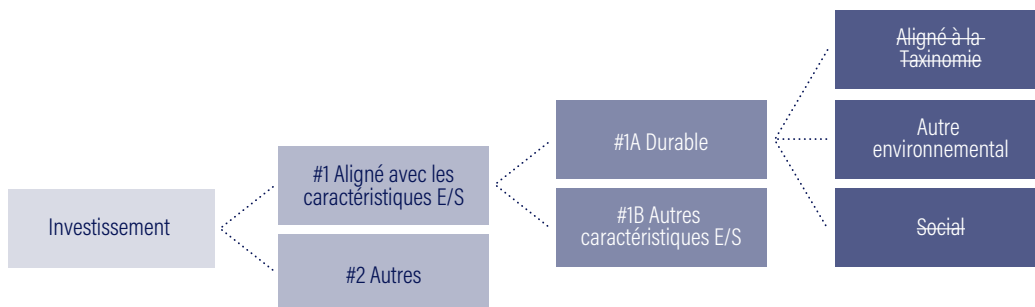 Investissement
#1 Aligné avec les
caractéristiques E/S
#2 Autres
#1A Durable
#1B Autres
caractéristiques E/S
Aligné à la
Taxinomie
Autre
environnemental
Social